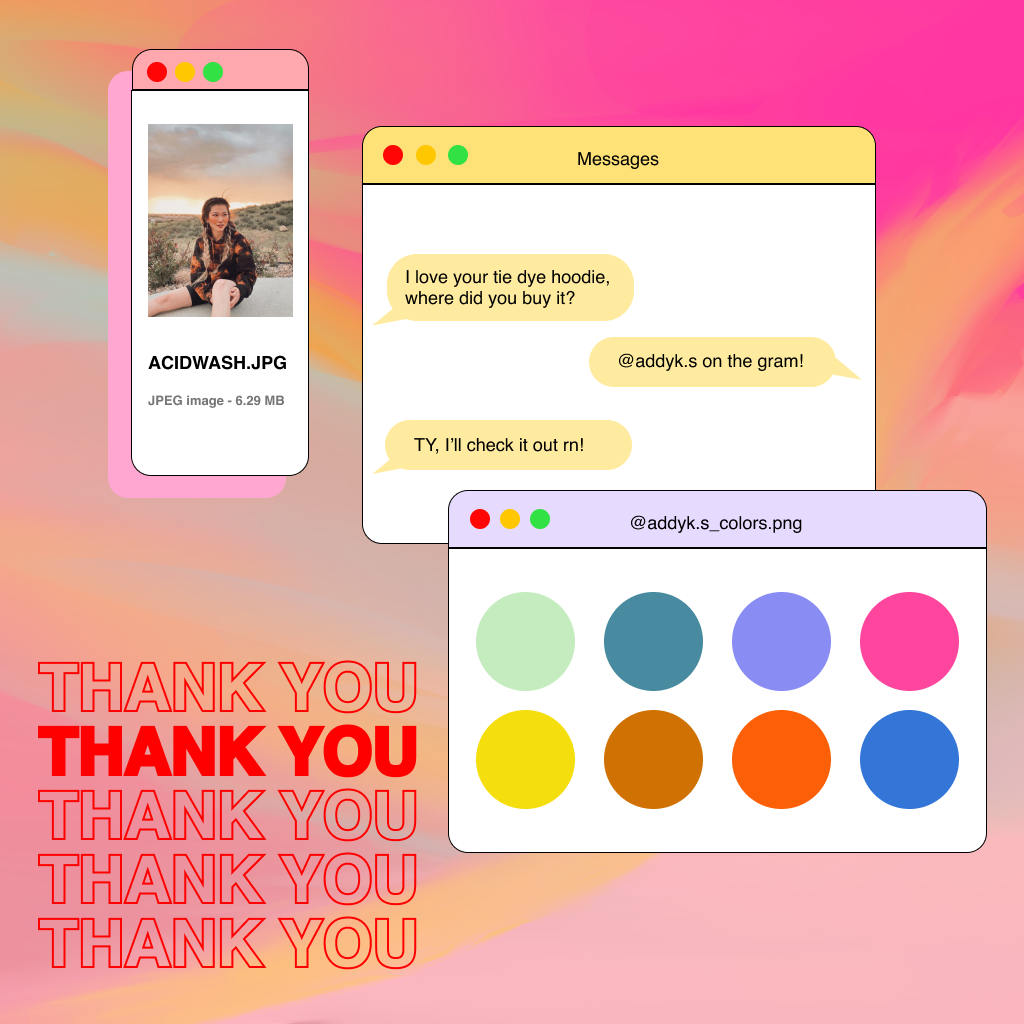 ACIDWASH.JPG
JPEG image - 6.29 MB
Messages
I love your tie dye hoodie,
where did you buy it?
@addyk.s on the gram!
TY, I’ll check it out rn!
@addyk.s_colors.png
THANK YOU
THANK YOU
THANK YOU
THANK YOU
THANK YOU